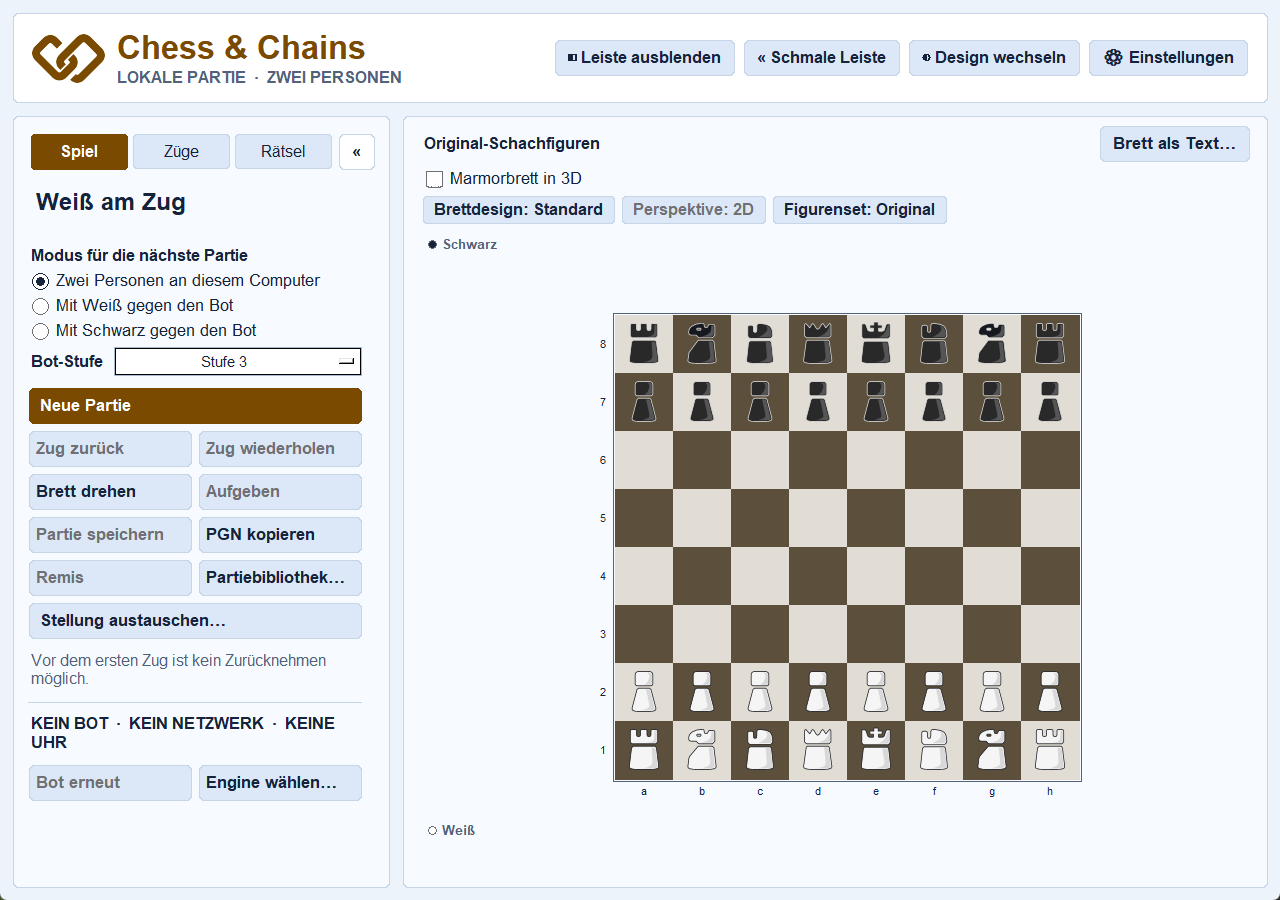 Chess & Chains
LOKALE PARTIE · ZWEI PERSONEN
Leiste ausblenden
« Schmale Leiste
Design wechseln
Einstellungen
Spiel
Züge
Rätsel
«
Weiß am Zug
Modus für die nächste Partie
Zwei Personen an diesem Computer
Mit Weiß gegen den Bot
Mit Schwarz gegen den Bot
Bot-Stufe
Stufe 3
Neue Partie
Zug zurück
Zug wiederholen
Brett drehen
Aufgeben
Partie speichern
PGN kopieren
Remis
Partiebibliothek...
Stellung austauschen...
Vor dem ersten Zug ist kein Zurücknehmen
möglich.
KEIN BOT · KEIN NETZWERK · KEINE
UHR
Bot erneut
Engine wählen...
Original-Schachfiguren
Brett als Text...
Marmorbrett in 3D
Brettdesign: Standard
Perspektive: 2D
Figurenset: Original
Schwarz
8
7
6
5
4
3
2
1
a b c d e f g h
Weiß